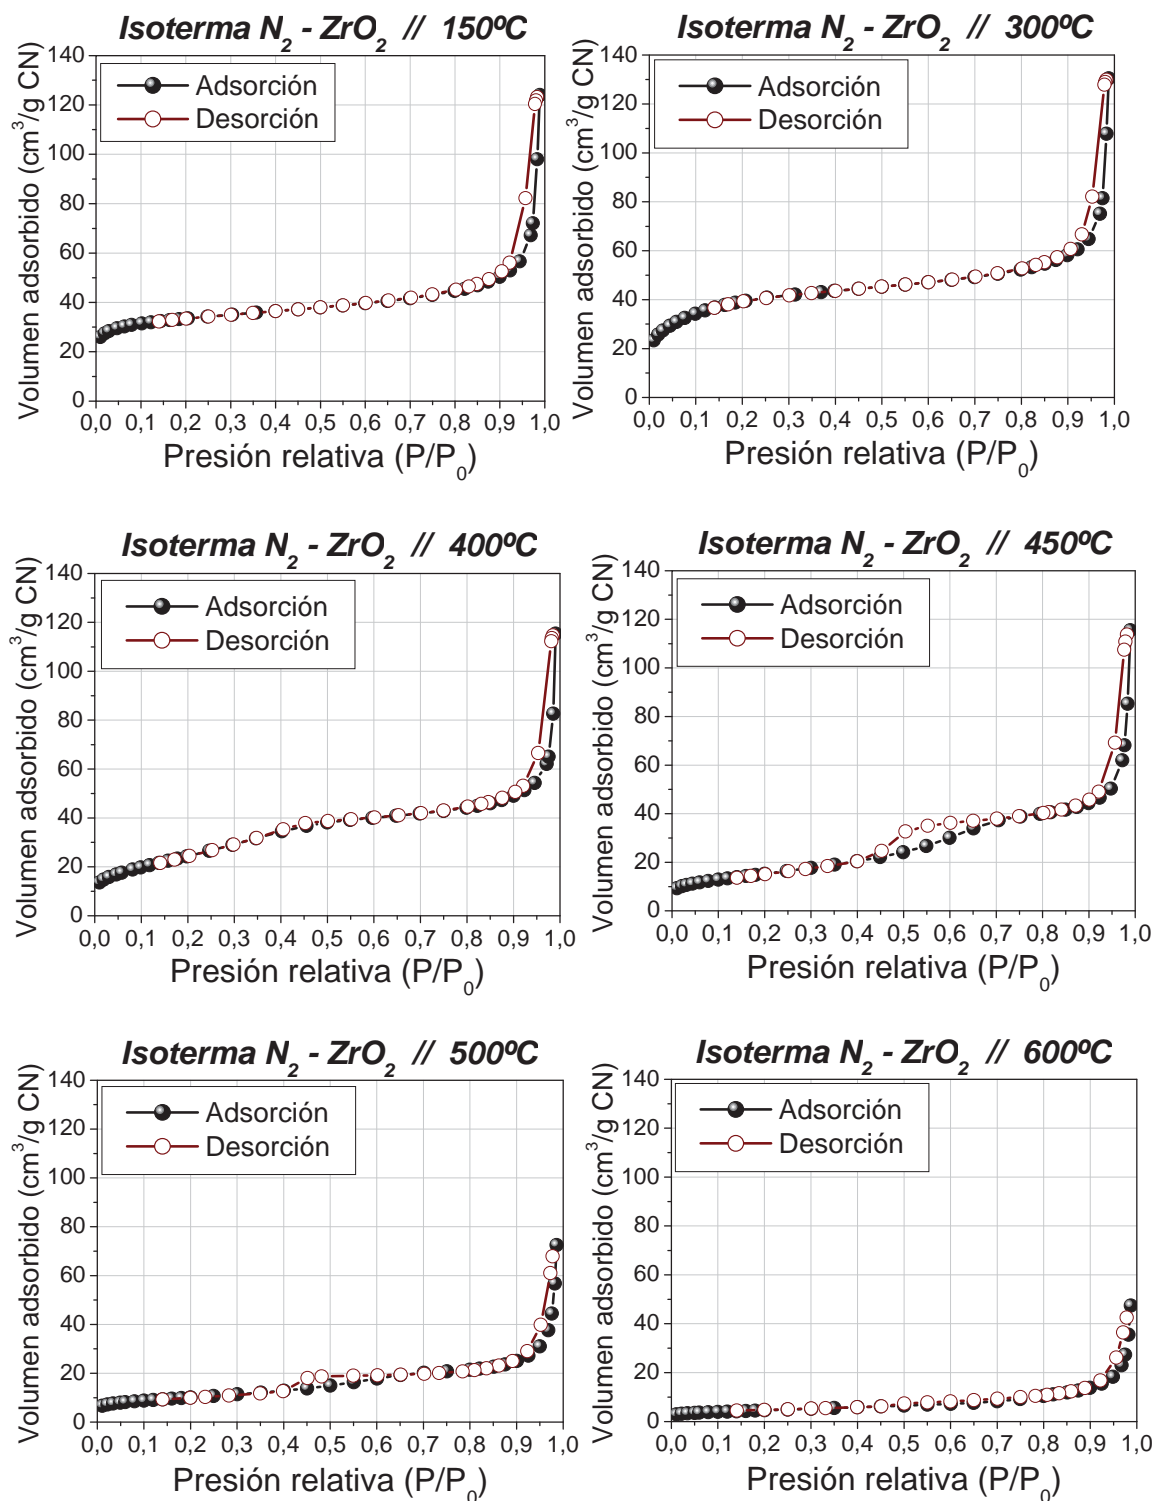 Isoterma N₂ - ZrO₂ // 150ºC
Volumen adsorbido (cm³/g CN)
140
120
100
80
60
40
20
0
Adsorción
Desorción
0,0 0,1 0,2 0,3 0,4 0,5 0,6 0,7 0,8 0,9 1,0
Presión relativa (P/P₀)
Isoterma N₂ - ZrO₂ // 300ºC
Volumen adsorbido (cm³/g CN)
140
120
100
80
60
40
20
0
Adsorción
Desorción
0,0 0,1 0,2 0,3 0,4 0,5 0,6 0,7 0,8 0,9 1,0
Presión relativa (P/P₀)
Isoterma N₂ - ZrO₂ // 400ºC
Volumen adsorbido (cm³/g CN)
140
120
100
80
60
40
20
0
Adsorción
Desorción
0,0 0,1 0,2 0,3 0,4 0,5 0,6 0,7 0,8 0,9 1,0
Presión relativa (P/P₀)
Isoterma N₂ - ZrO₂ // 450ºC
Volumen adsorbido (cm³/g CN)
140
120
100
80
60
40
20
0
Adsorción
Desorción
0,0 0,1 0,2 0,3 0,4 0,5 0,6 0,7 0,8 0,9 1,0
Presión relativa (P/P₀)
Isoterma N₂ - ZrO₂ // 500ºC
Volumen adsorbido (cm³/g CN)
140
120
100
80
60
40
20
0
Adsorción
Desorción
0,0 0,1 0,2 0,3 0,4 0,5 0,6 0,7 0,8 0,9 1,0
Presión relativa (P/P₀)
Isoterma N₂ - ZrO₂ // 600ºC
Volumen adsorbido (cm³/g CN)
140
120
100
80
60
40
20
0
Adsorción
Desorción
0,0 0,1 0,2 0,3 0,4 0,5 0,6 0,7 0,8 0,9 1,0
Presión relativa (P/P₀)